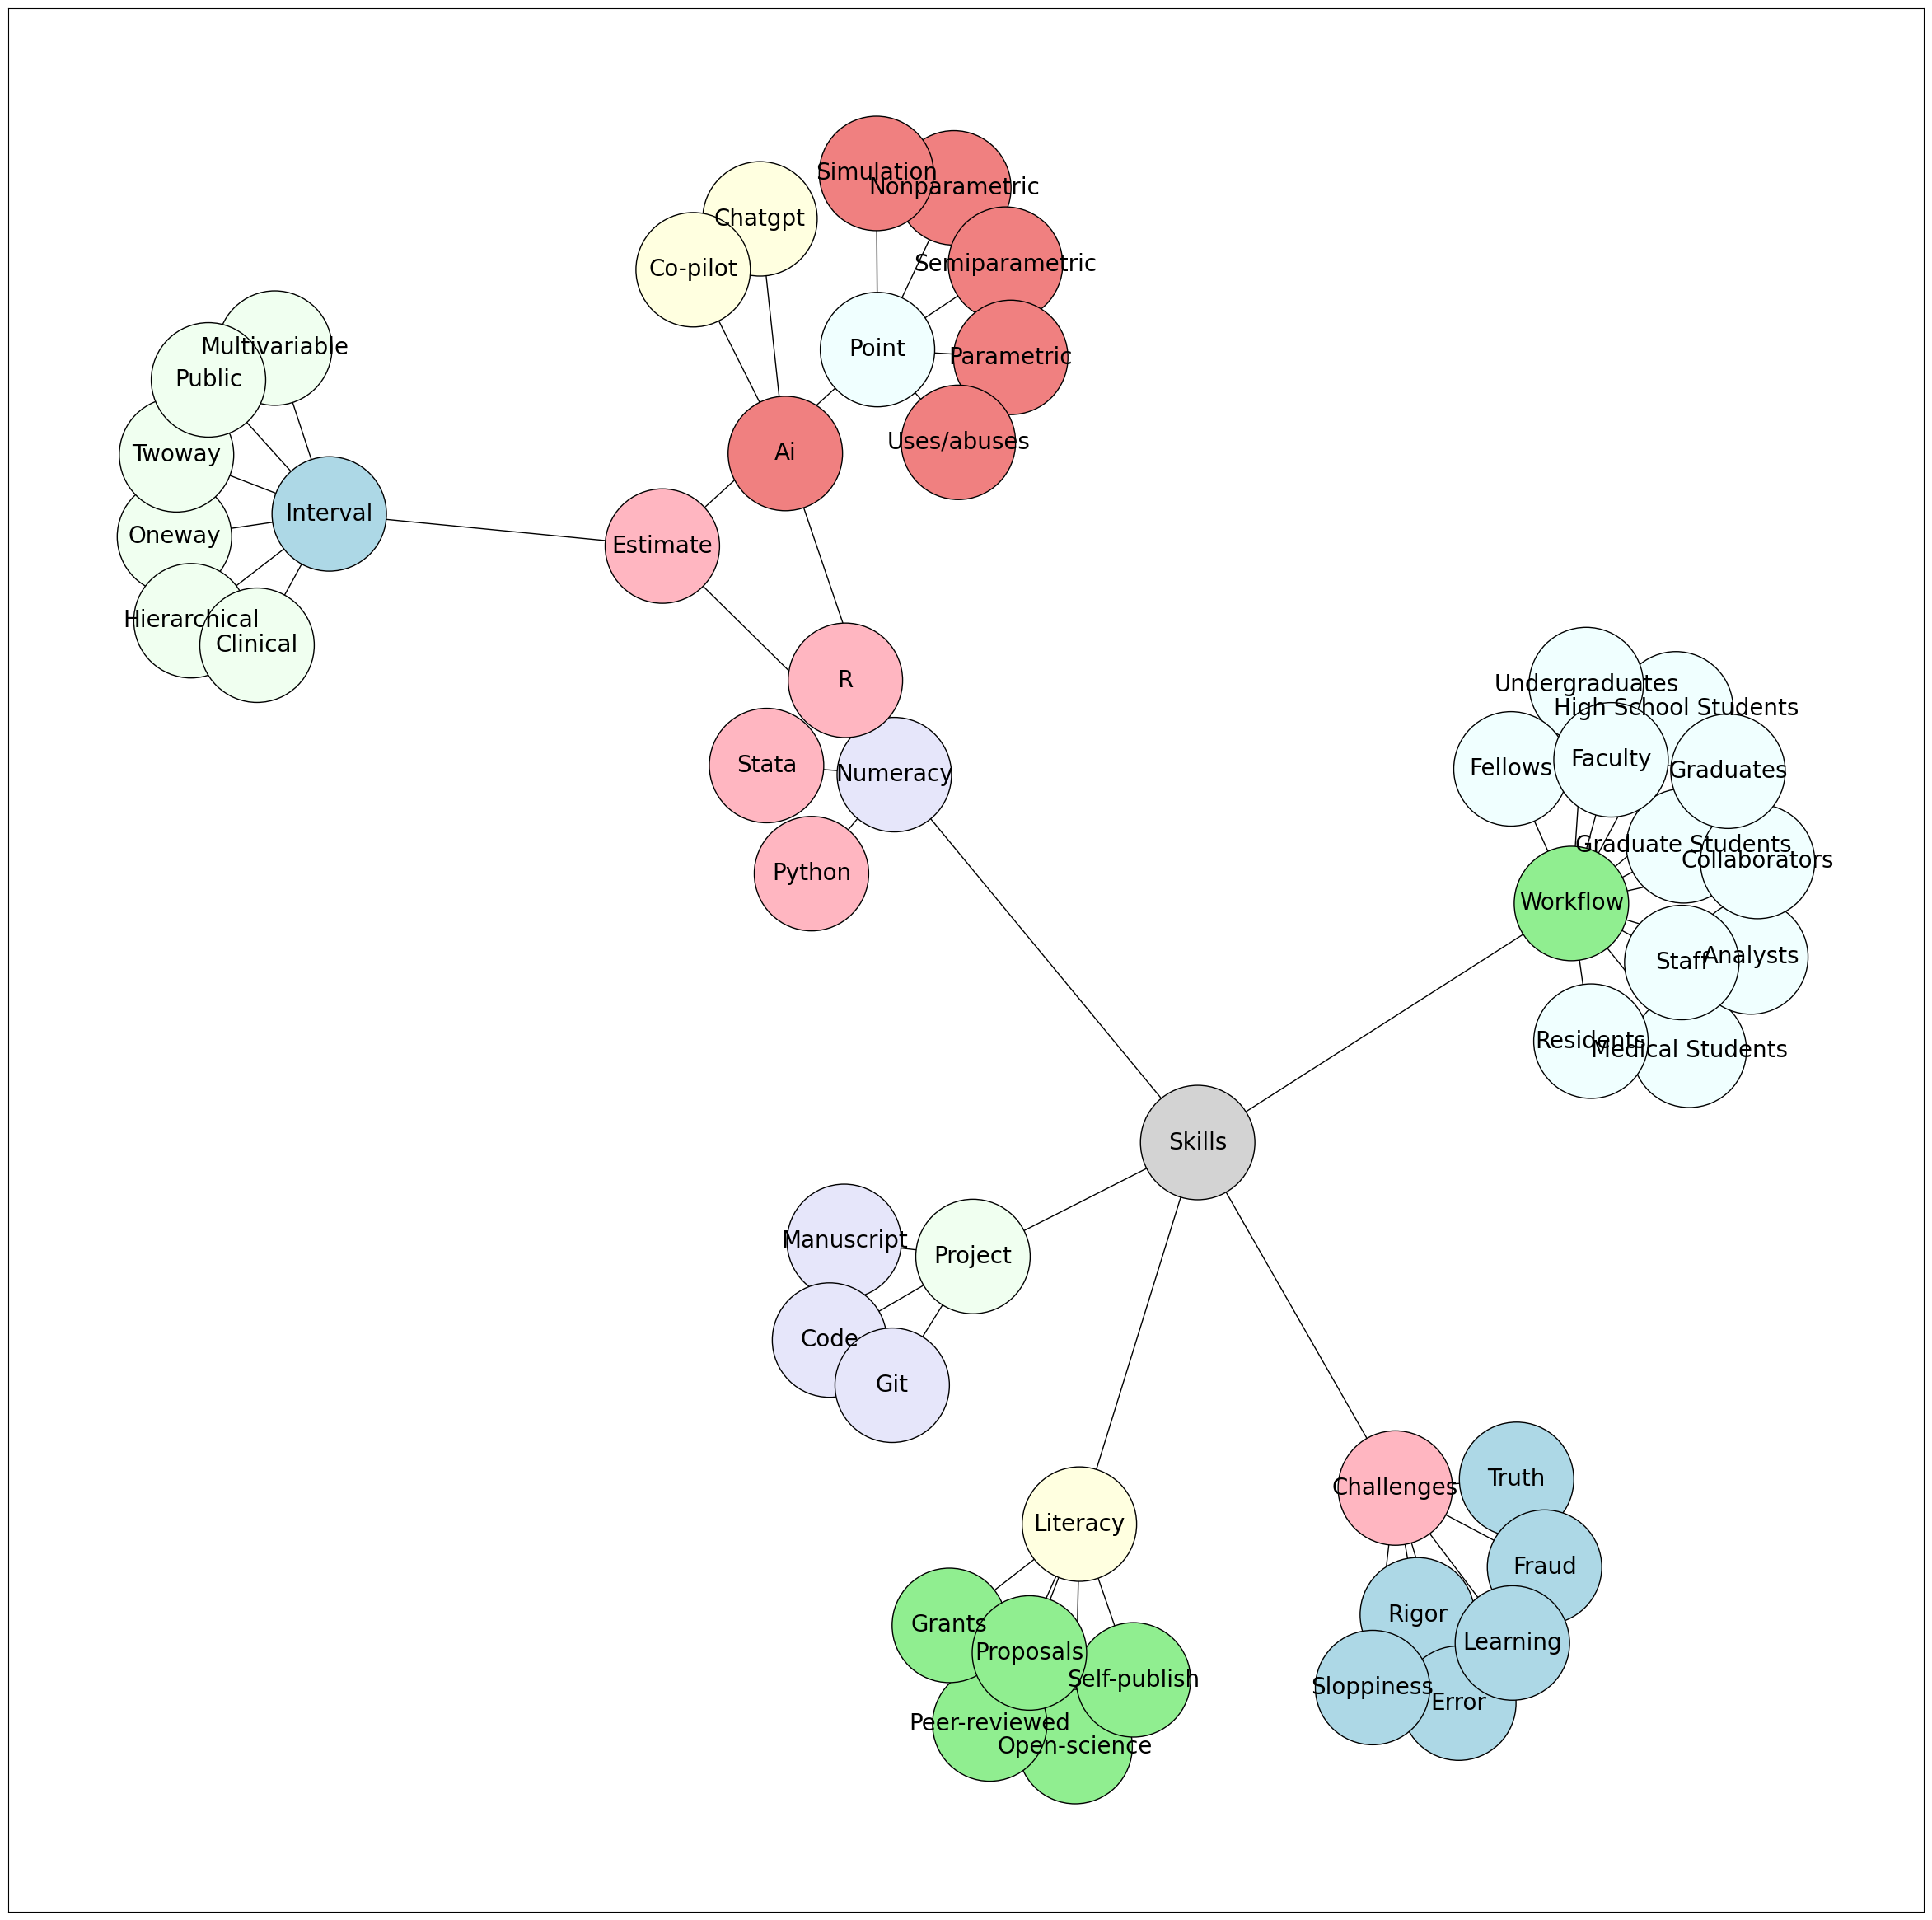 Simulation
Nonparametric
Chatgpt
Co-pilot
Semiparametric
Point
Parametric
Multivariable
Public
Uses/abuses
Ai
Twoway
Interval
Oneway
Estimate
Hierarchical
Clinical
R
Stata
Numeracy
Python
Undergraduates
High School Students
Faculty
Fellows
Graduates
Graduate Students
Collaborators
Workflow
Staff
Analysts
Residents
Medical Students
Skills
Manuscript
Project
Code
Git
Truth
Challenges
Literacy
Fraud
Rigor
Grants
Learning
Proposals
Self-publish
Sloppiness
Error
Peer-reviewed
Open-science